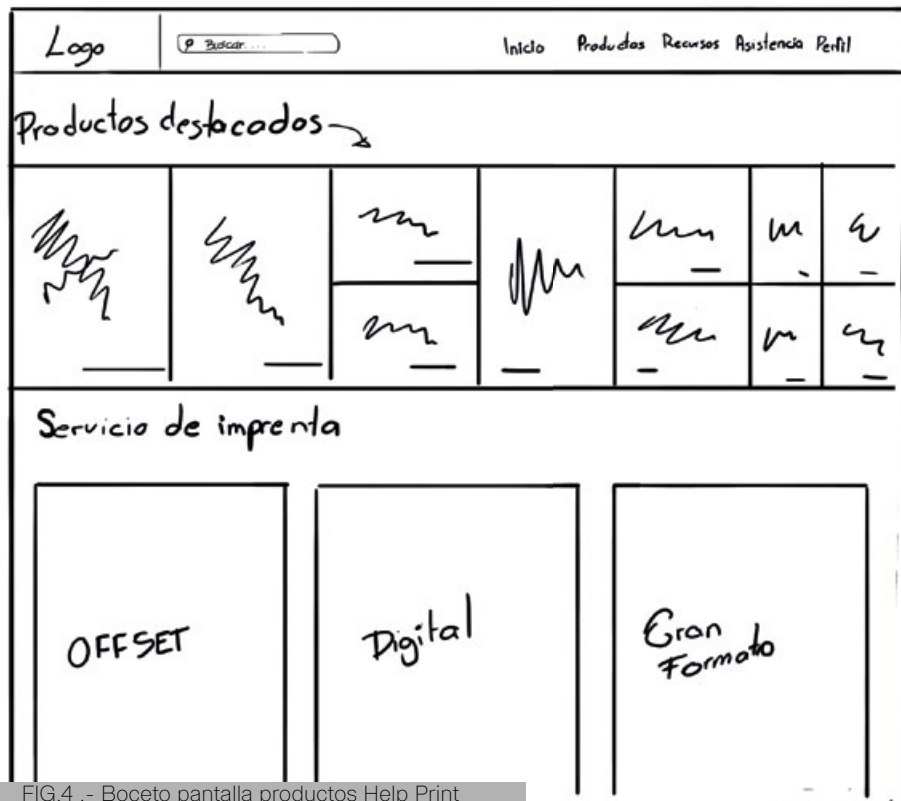 Logo
Buscar....
Inicio Productos Recursos Asistencia Perfil
Productos destacados
Servicio de imprenta
OFFSET
Digital
Gran
Formato
FIG.4 .- Boceto pantalla productos Help Print